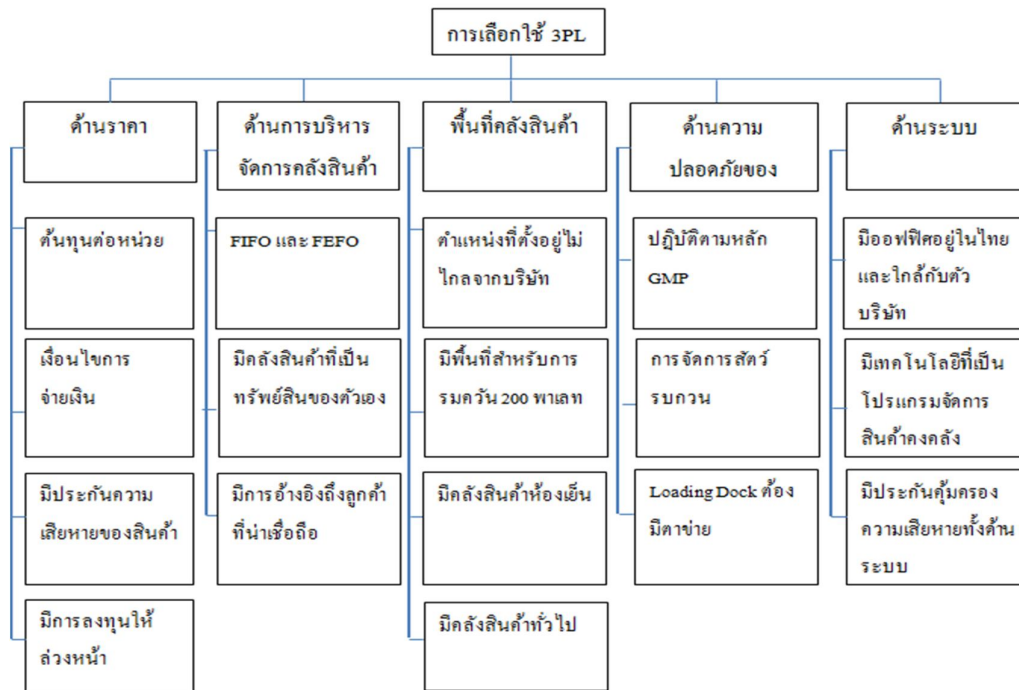 การเลือกใช้ 3PL
ด้านราคา
ต้นทุนต่อหน่วย
เงื่อนไขการ
จ่ายเงิน
มีประกันความ
เสียหายของสินค้า
มีการลงทุนให้
ล่วงหน้า
ด้านการบริหาร
จัดการคลังสินค้า
FIFO และ FEFO
มีคลังสินค้าที่เป็น
ทรัพย์สินของตัวเอง
มีการอ้างอิงถึงลูกค้า
ที่น่าเชื่อถือ
พื้นที่คลังสินค้า
ตำแหน่งที่ตั้งอยู่ไม่
ไกลจากบริษัท
มีพื้นที่สำหรับการ
รมควัน 200 พาเลท
มีคลังสินค้าห้องเย็น
มีคลังสินค้าทั่วไป
ด้านความ
ปลอดภัยของ
ปฏิบัติตามหลัก
GMP
การจัดการสัตว์
รบกวน
Loading Dock ต้อง
มีตาข่าย
ด้านระบบ
มีออฟฟิศอยู่ในไทย
และใกล้กับตัว
บริษัท
มีเทคโนโลยีที่เป็น
โปรแกรมจัดการ
สินค้าคงคลัง
มีประกันคุ้มครอง
ความเสียหายทั้งด้าน
ระบบ